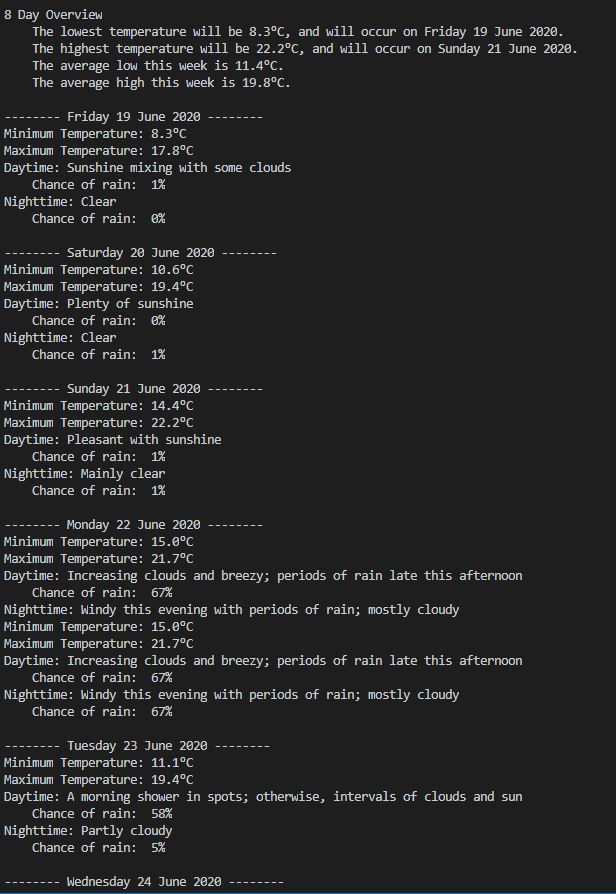 8 Day Overview
    The lowest temperature will be 8.3°C, and will occur on Friday 19 June 2020.
    The highest temperature will be 22.2°C, and will occur on Sunday 21 June 2020.
    The average low this week is 11.4°C.
    The average high this week is 19.8°C.

-------- Friday 19 June 2020 --------
Minimum Temperature: 8.3°C
Maximum Temperature: 17.8°C
Daytime: Sunshine mixing with some clouds
    Chance of rain:  1%
Nighttime: Clear
    Chance of rain:  0%

-------- Saturday 20 June 2020 --------
Minimum Temperature: 10.6°C
Maximum Temperature: 19.4°C
Daytime: Plenty of sunshine
    Chance of rain:  0%
Nighttime: Clear
    Chance of rain:  1%

-------- Sunday 21 June 2020 --------
Minimum Temperature: 14.4°C
Maximum Temperature: 22.2°C
Daytime: Pleasant with sunshine
    Chance of rain:  1%
Nighttime: Mainly clear
    Chance of rain:  1%

-------- Monday 22 June 2020 --------
Minimum Temperature: 15.0°C
Maximum Temperature: 21.7°C
Daytime: Increasing clouds and breezy; periods of rain late this afternoon
    Chance of rain:  67%
Nighttime: Windy this evening with periods of rain; mostly cloudy
Minimum Temperature: 15.0°C
Maximum Temperature: 21.7°C
Daytime: Increasing clouds and breezy; periods of rain late this afternoon
    Chance of rain:  67%
Nighttime: Windy this evening with periods of rain; mostly cloudy
    Chance of rain:  67%

-------- Tuesday 23 June 2020 --------
Minimum Temperature: 11.1°C
Maximum Temperature: 19.4°C
Daytime: A morning shower in spots; otherwise, intervals of clouds and sun
    Chance of rain:  58%
Nighttime: Partly cloudy
    Chance of rain:  5%

-------- Wednesday 24 June 2020 --------